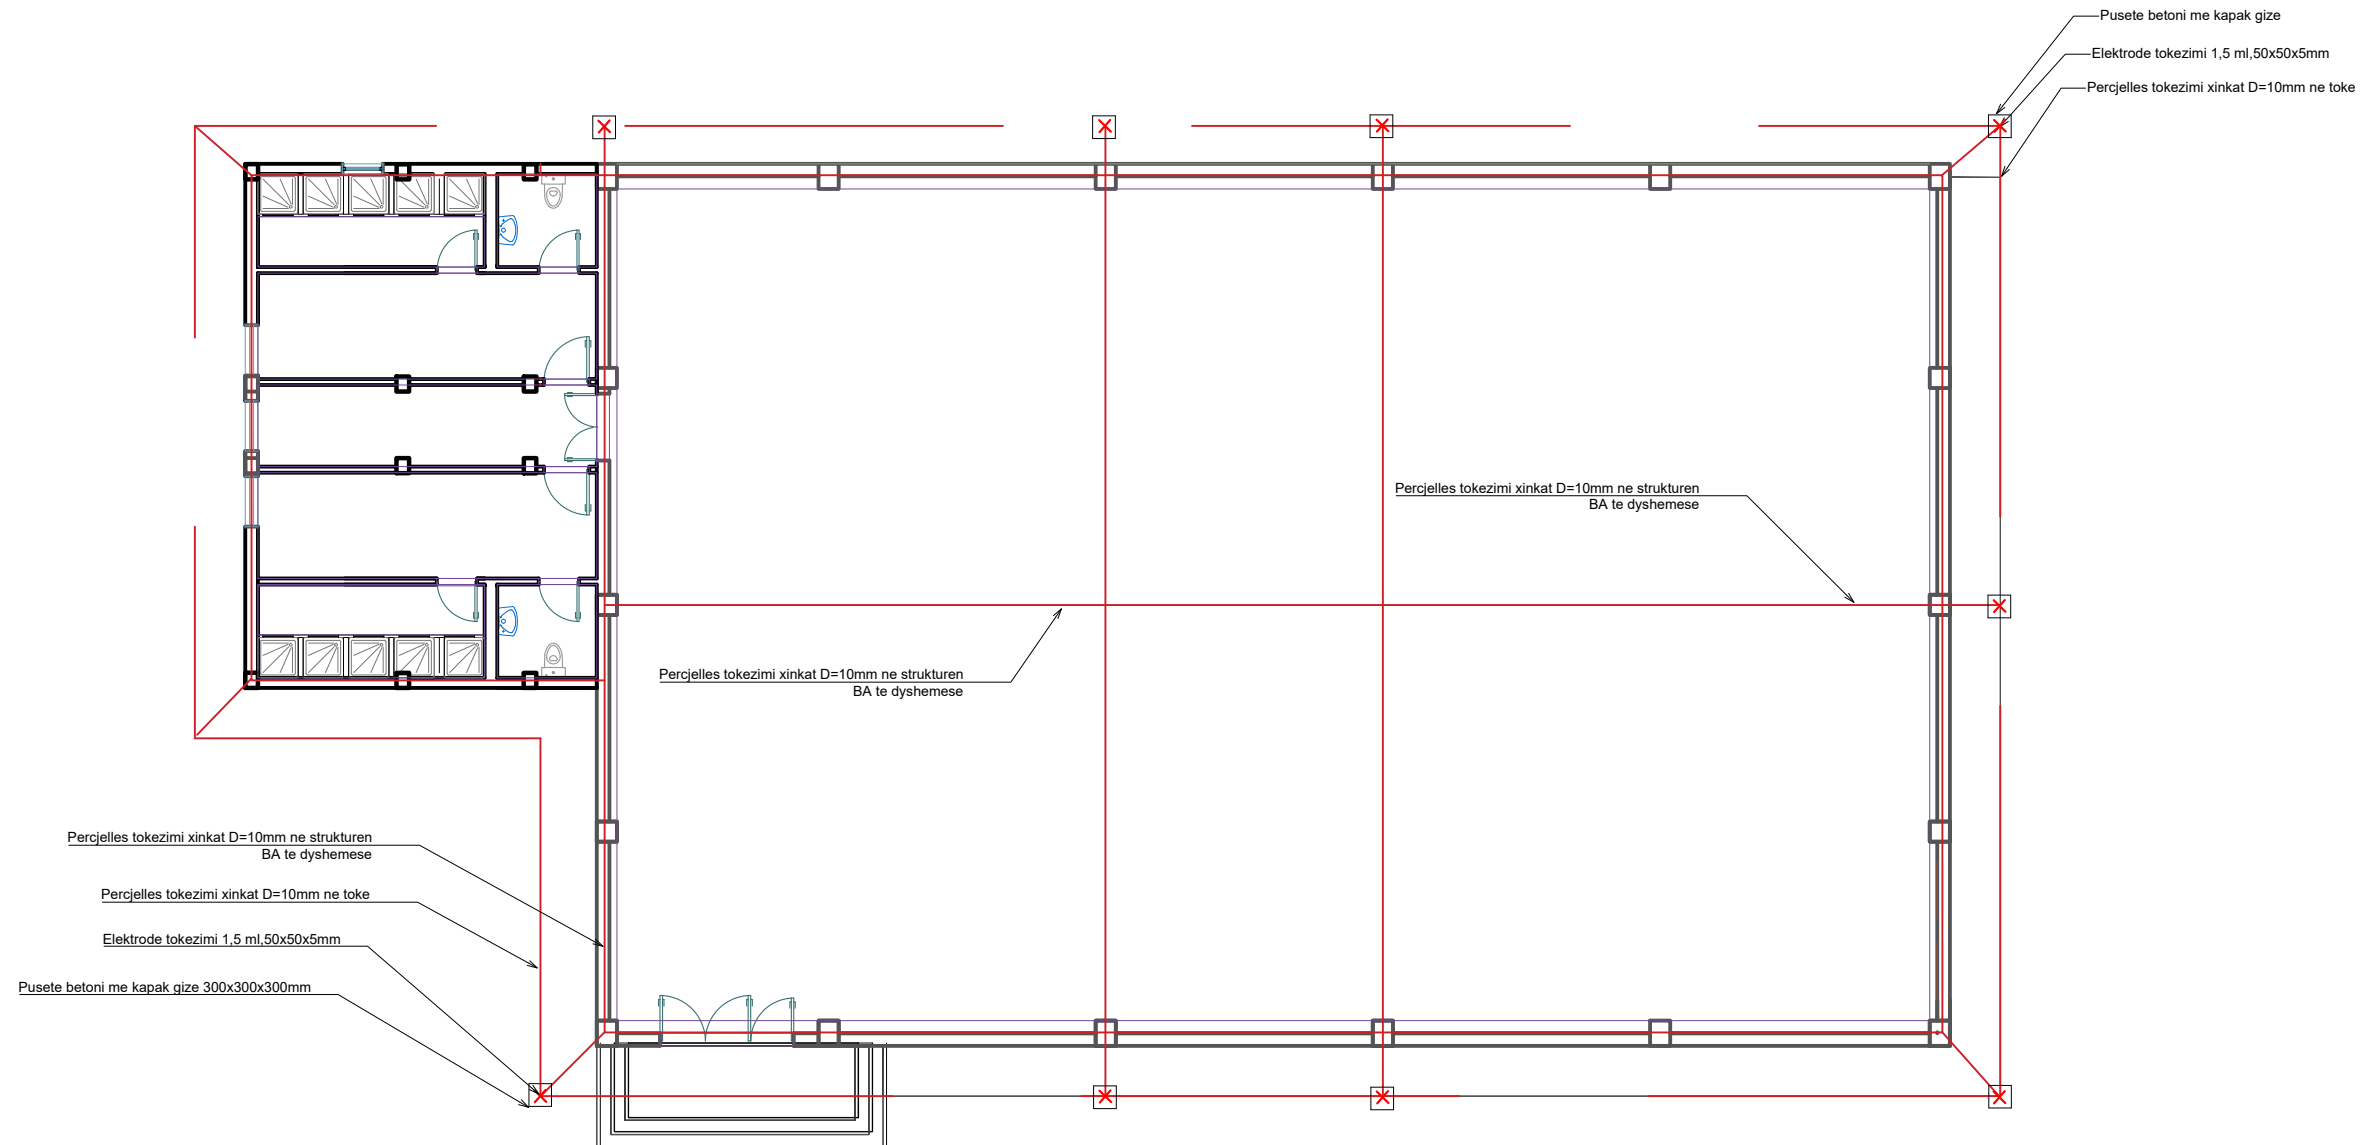 Pusete betoni me kapak gize
Elektrode tokezimi 1,5 ml,50x50x5mm
Percjelles tokezimi xinkat D=10mm ne toke
Percjelles tokezimi xinkat D=10mm ne strukturen
BA te dyshemese
Percjelles tokezimi xinkat D=10mm ne strukturen
BA te dyshemese
Percjelles tokezimi xinkat D=10mm ne strukturen
BA te dyshemese
Percjelles tokezimi xinkat D=10mm ne toke
Elektrode tokezimi 1,5 ml,50x50x5mm
Pusete betoni me kapak gize 300x300x300mm